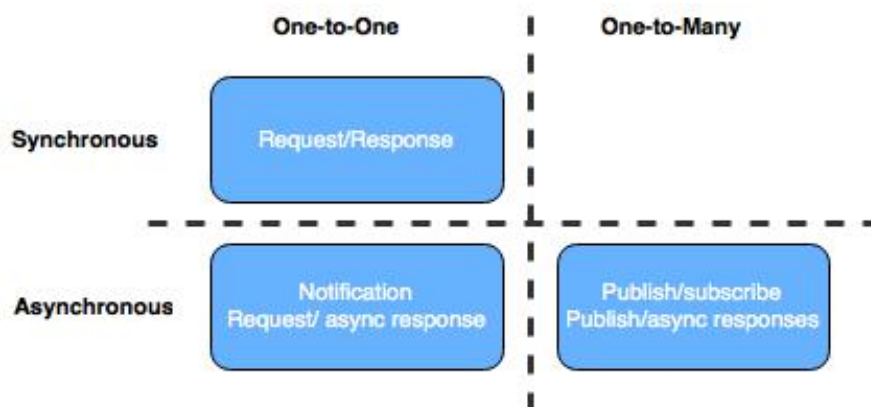 One-to-One
One-to-Many
Synchronous
Request/Response
Asynchronous
Notification
Request/ async response
Publish/subscribe
Publish/async responses